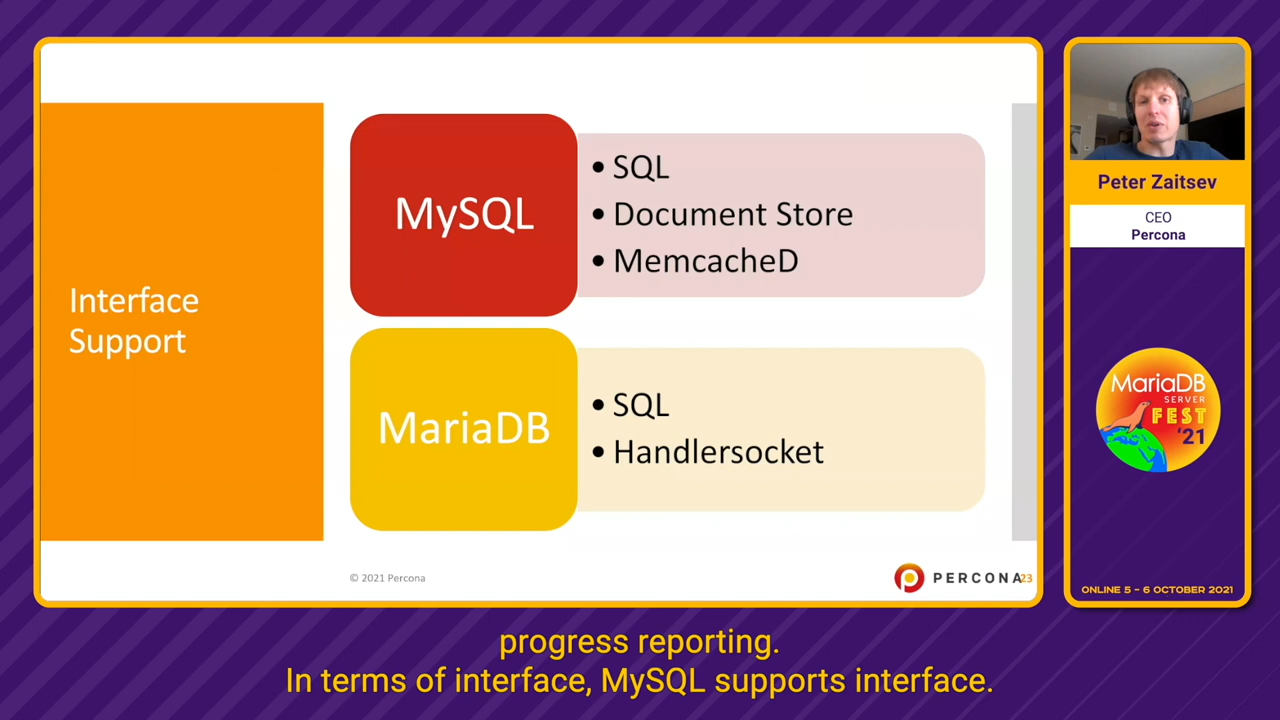 Interface
Support
MySQL
• SQL
• Document Store
• MemcacheD
MariaDB
• SQL
• Handlersocket
© 2021 Percona
PERCONA
23
Peter Zaitsev
CEO
Percona
MariaDB
SERVER
FEST
'21
ONLINE 5 – 6 OCTOBER 2021
progress reporting.
In terms of interface, MySQL supports interface.